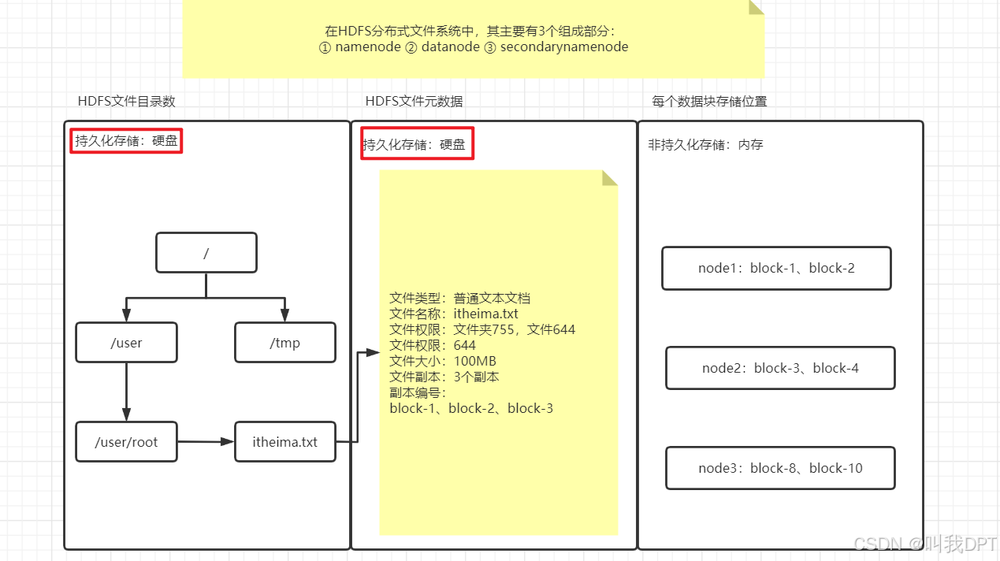 在HDFS分布式文件系统中，其主要有3个组成部分：
① namenode ② datanode ③ secondarynamenode
HDFS文件目录数
HDFS文件元数据
每个数据块存储位置
持久化存储：硬盘
持久化存储：硬盘
非持久化存储：内存
/
/user
/tmp
/user/root
itheima.txt
文件类型：普通文本文档
文件名称：itheima.txt
文件权限：文件夹755，文件644
文件权限：644
文件大小：100MB
文件副本：3个副本
副本编号：
block-1、block-2、block-3
node1：block-1、block-2
node2：block-3、block-4
node3：block-8、block-10
CSDN @叫我DPT